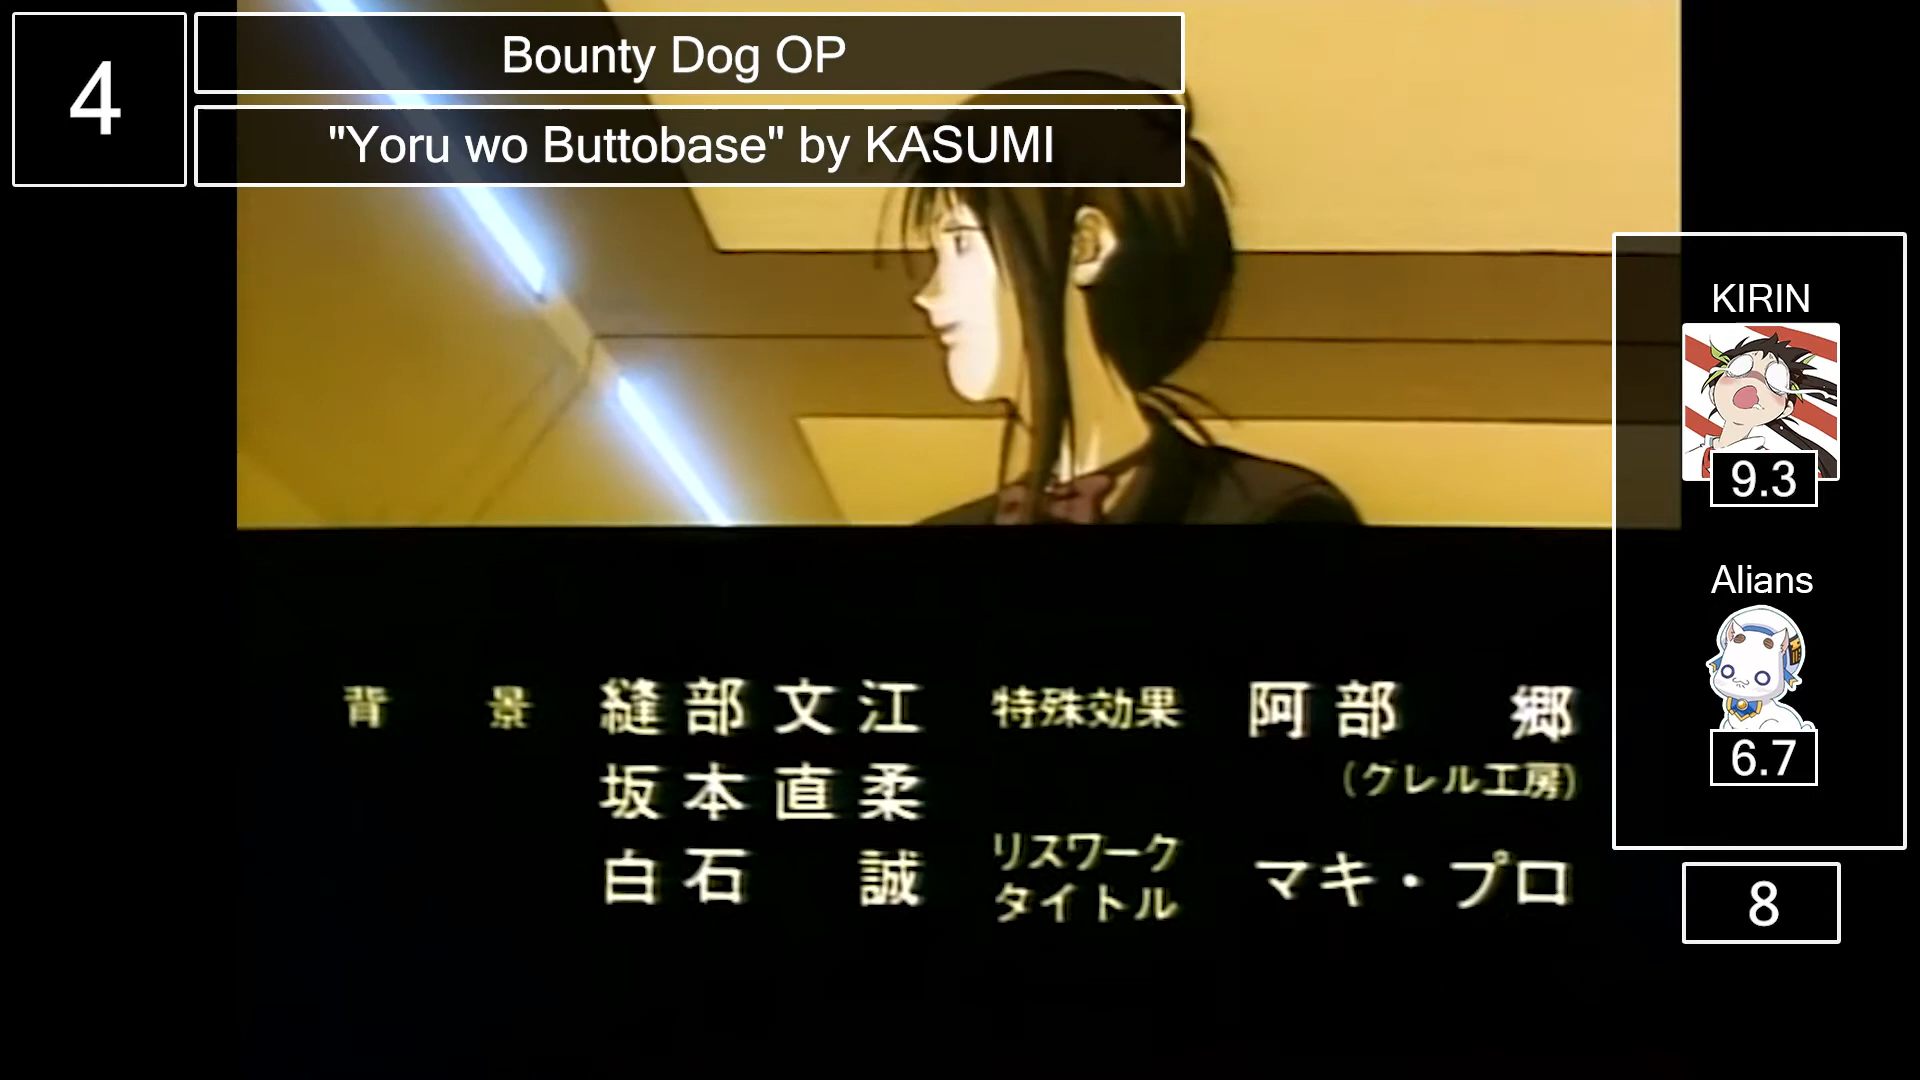 4
Bounty Dog OP
"Yoru wo Buttobase" by KASUMI
KIRIN
9.3
Alians
6.7
8
背景 縫部文江 特殊効果 阿部 郷
坂本直柔 (グレル工房)
白石 誠 リスワーク タイトル マキ・プロ